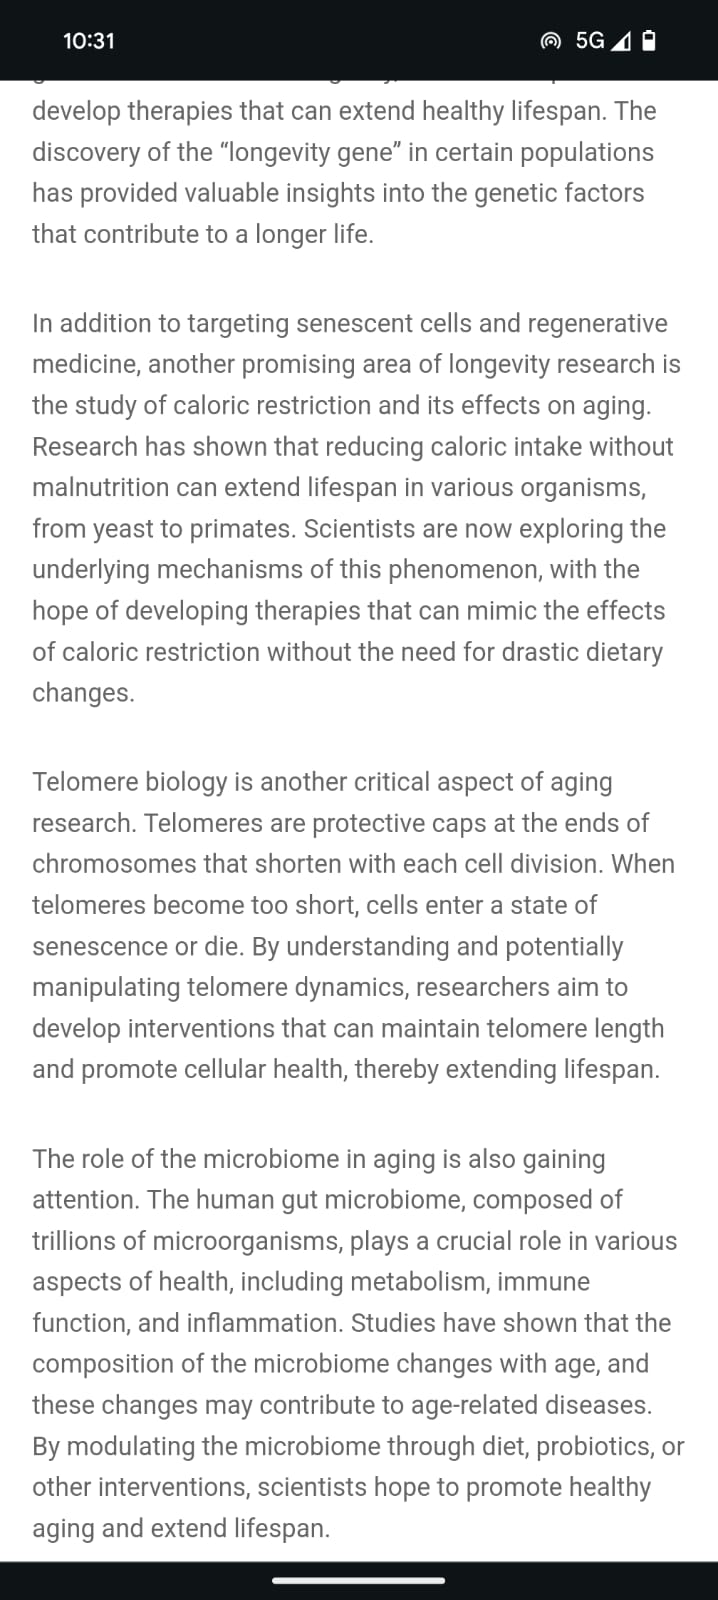 10:31
5G
develop therapies that can extend healthy lifespan. The
discovery of the “longevity gene” in certain populations
has provided valuable insights into the genetic factors
that contribute to a longer life.
In addition to targeting senescent cells and regenerative
medicine, another promising area of longevity research is
the study of caloric restriction and its effects on aging.
Research has shown that reducing caloric intake without
malnutrition can extend lifespan in various organisms,
from yeast to primates. Scientists are now exploring the
underlying mechanisms of this phenomenon, with the
hope of developing therapies that can mimic the effects
of caloric restriction without the need for drastic dietary
changes.
Telomere biology is another critical aspect of aging
research. Telomeres are protective caps at the ends of
chromosomes that shorten with each cell division. When
telomeres become too short, cells enter a state of
senescence or die. By understanding and potentially
manipulating telomere dynamics, researchers aim to
develop interventions that can maintain telomere length
and promote cellular health, thereby extending lifespan.
The role of the microbiome in aging is also gaining
attention. The human gut microbiome, composed of
trillions of microorganisms, plays a crucial role in various
aspects of health, including metabolism, immune
function, and inflammation. Studies have shown that the
composition of the microbiome changes with age, and
these changes may contribute to age-related diseases.
By modulating the microbiome through diet, probiotics, or
other interventions, scientists hope to promote healthy
aging and extend lifespan.